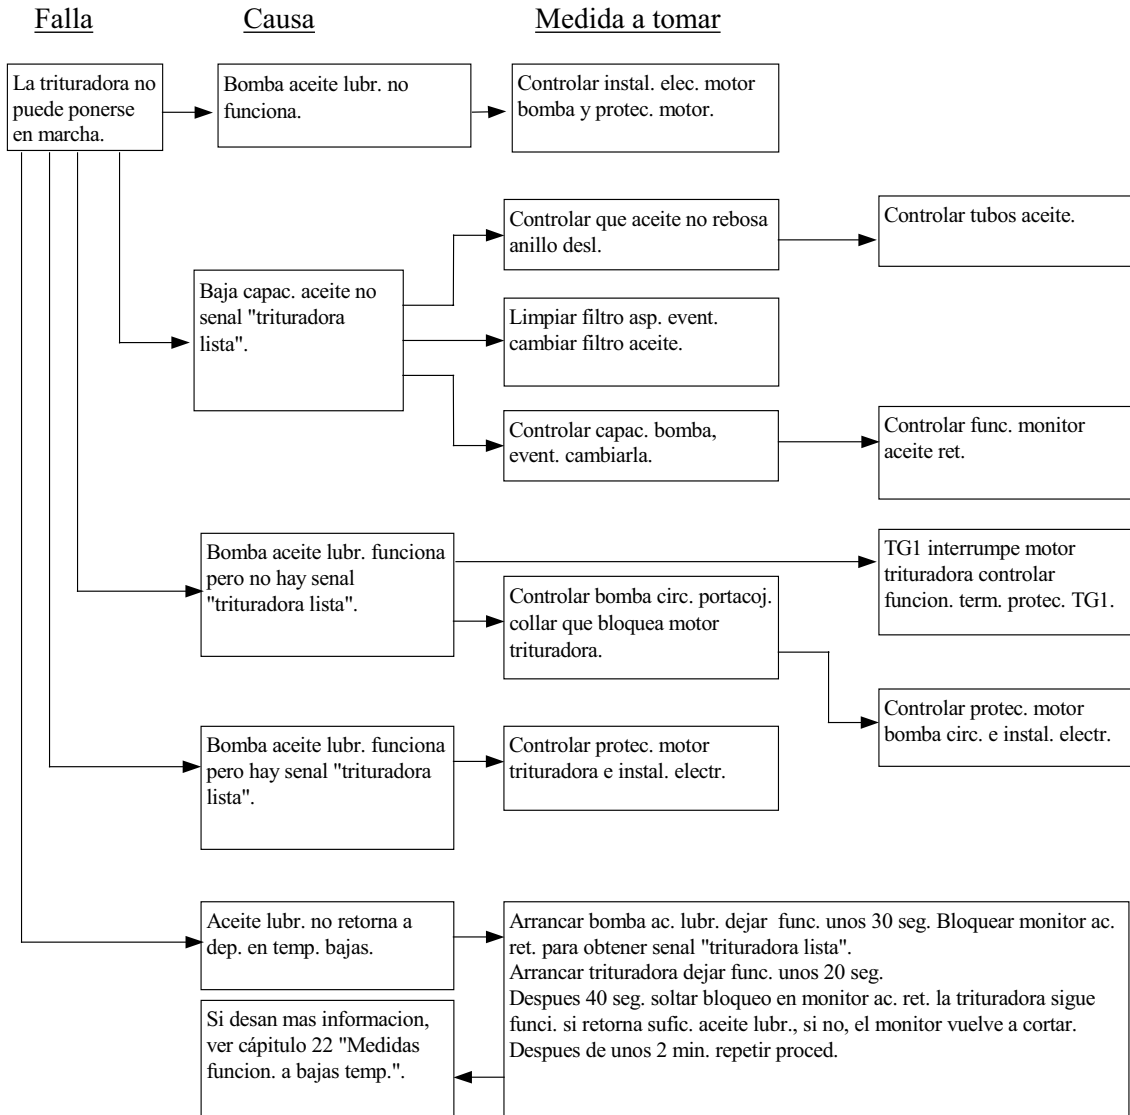 Falla
Causa
Medida a tomar
La trituradora no
puede ponerse
en marcha.
Bomba aceite lubr. no
funciona.
Controlar instal. elec. motor
bomba y protec. motor.
Baja capac. aceite no
senal "trituradora
lista".
Controlar que aceite no rebosa
anillo desl.
Controlar tubos aceite.
Limpiar filtro asp. event.
cambiar filtro aceite.
Controlar capac. bomba,
event. cambiarla.
Controlar func. monitor
aceite ret.
Bomba aceite lubr. funciona
pero no hay senal
"trituradora lista".
TG1 interrumpe motor
trituradora controlar
funcion. term. protec. TG1.
Controlar bomba circ. portacoj.
collar que bloquea motor
trituradora.
Controlar protec. motor
bomba circ. e instal. electr.
Bomba aceite lubr. funciona
pero hay senal "trituradora
lista".
Controlar protec. motor
trituradora e instal. electr.
Aceite lubr. no retorna a
dep. en temp. bajas.
Arrancar bomba ac. lubr. dejar func. unos 30 seg. Bloquear monitor ac.
ret. para obtener senal "trituradora lista".
Arrancar trituradora dejar func. unos 20 seg.
Despues 40 seg. soltar bloqueo en monitor ac. ret. la trituradora sigue
funci. si retorna sufic. aceite lubr., si no, el monitor vuelve a cortar.
Despues de unos 2 min. repetir proced.
Si desan mas informacion,
ver cápitulo 22 "Medidas
funcion. a bajas temp.".